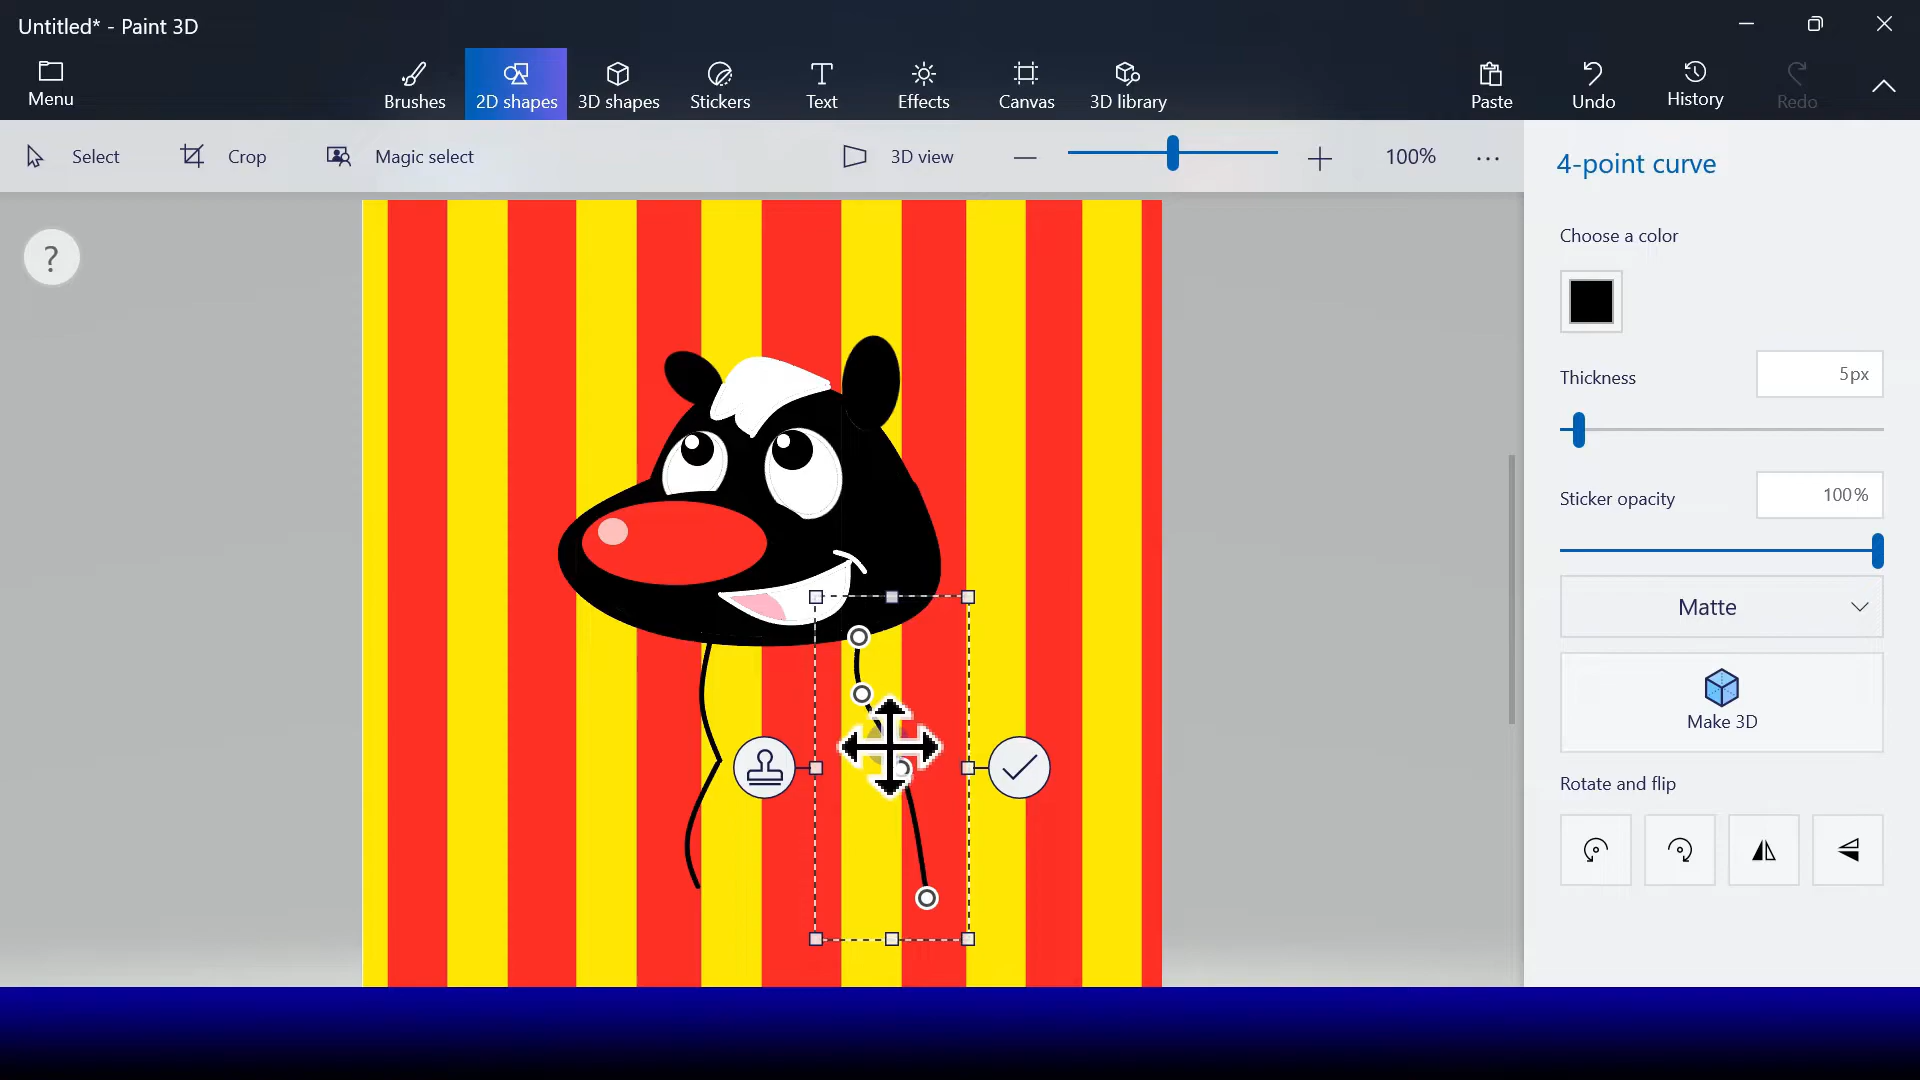 Untitled* - Paint 3D
Menu
Brushes
2D shapes
3D shapes
Stickers
Text
Effects
Canvas
3D library
Paste
Undo
History
Redo
Select
Crop
Magic select
3D view
100%
?
4-point curve
Choose a color
Thickness
5px
Sticker opacity
100%
Matte
Make 3D
Rotate and flip